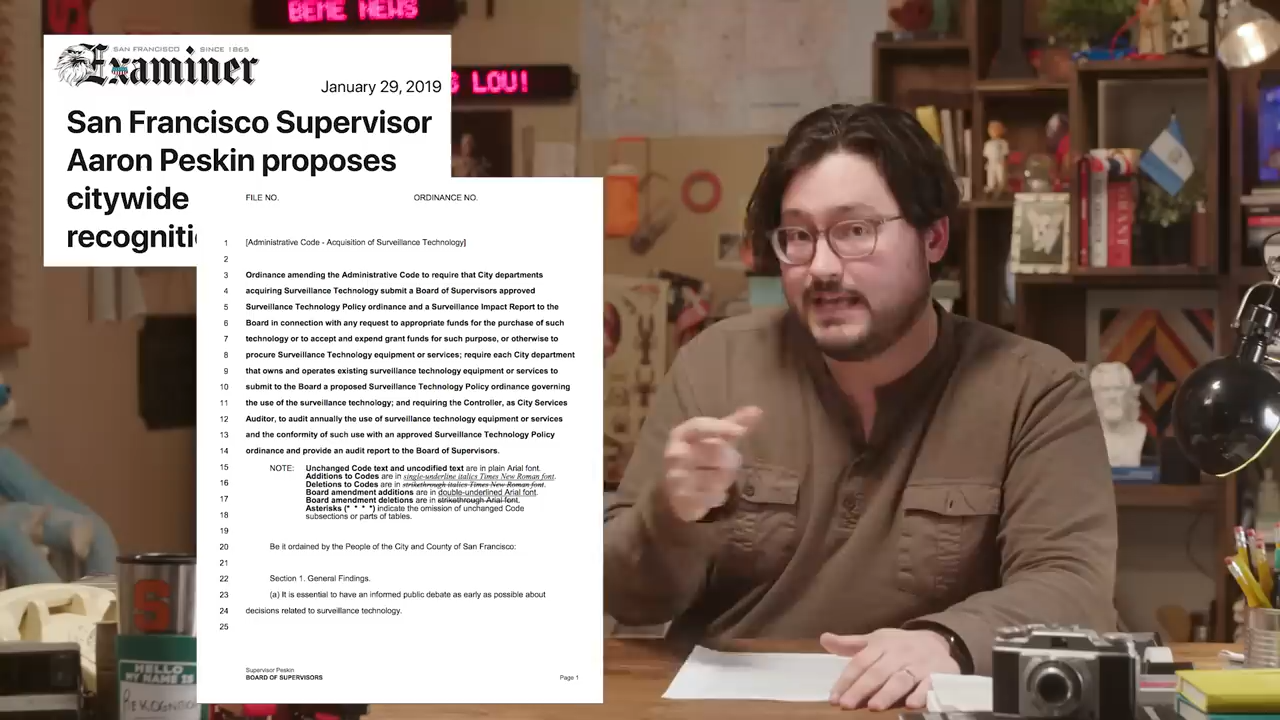 BEME NEWS
LOU!
SAN FRANCISCO ◆ SINCE 1865
Examiner
January 29, 2019
San Francisco Supervisor
Aaron Peskin proposes
citywide
recogniti
FILE NO. ORDINANCE NO.
1 [Administrative Code - Acquisition of Surveillance Technology]
2
3 Ordinance amending the Administrative Code to require that City departments
4 acquiring Surveillance Technology submit a Board of Supervisors approved
5 Surveillance Technology Policy ordinance and a Surveillance Impact Report to the
6 Board in connection with any request to appropriate funds for the purchase of such
7 technology or to accept and expend grant funds for such purpose, or otherwise to
8 procure Surveillance Technology equipment or services; require each City department
9 that owns and operates existing surveillance technology equipment or services to
10 submit to the Board a proposed Surveillance Technology Policy ordinance governing
11 the use of the surveillance technology; and requiring the Controller, as City Services
12 Auditor, to audit annually the use of surveillance technology equipment or services
13 and the conformity of such use with an approved Surveillance Technology Policy
14 ordinance and provide an audit report to the Board of Supervisors.
15 NOTE: Unchanged Code text and uncodified text are in plain Arial font.
Additions to Codes are in single-underline italics Times New Roman font.
16 Deletions to Codes are in strikethrough italics Times New Roman font.
Board amendment additions are in double-underlined Arial font.
17 Board amendment deletions are in strikethrough Arial font.
Asterisks (* * * *) indicate the omission of unchanged Code
18 subsections or parts of tables.
19
20 Be it ordained by the People of the City and County of San Francisco:
21
22 Section 1. General Findings.
23 (a) It is essential to have an informed public debate as early as possible about
24 decisions related to surveillance technology.
25
Supervisor Peskin
BOARD OF SUPERVISORS Page 1
S
HELLO
MY NAME IS